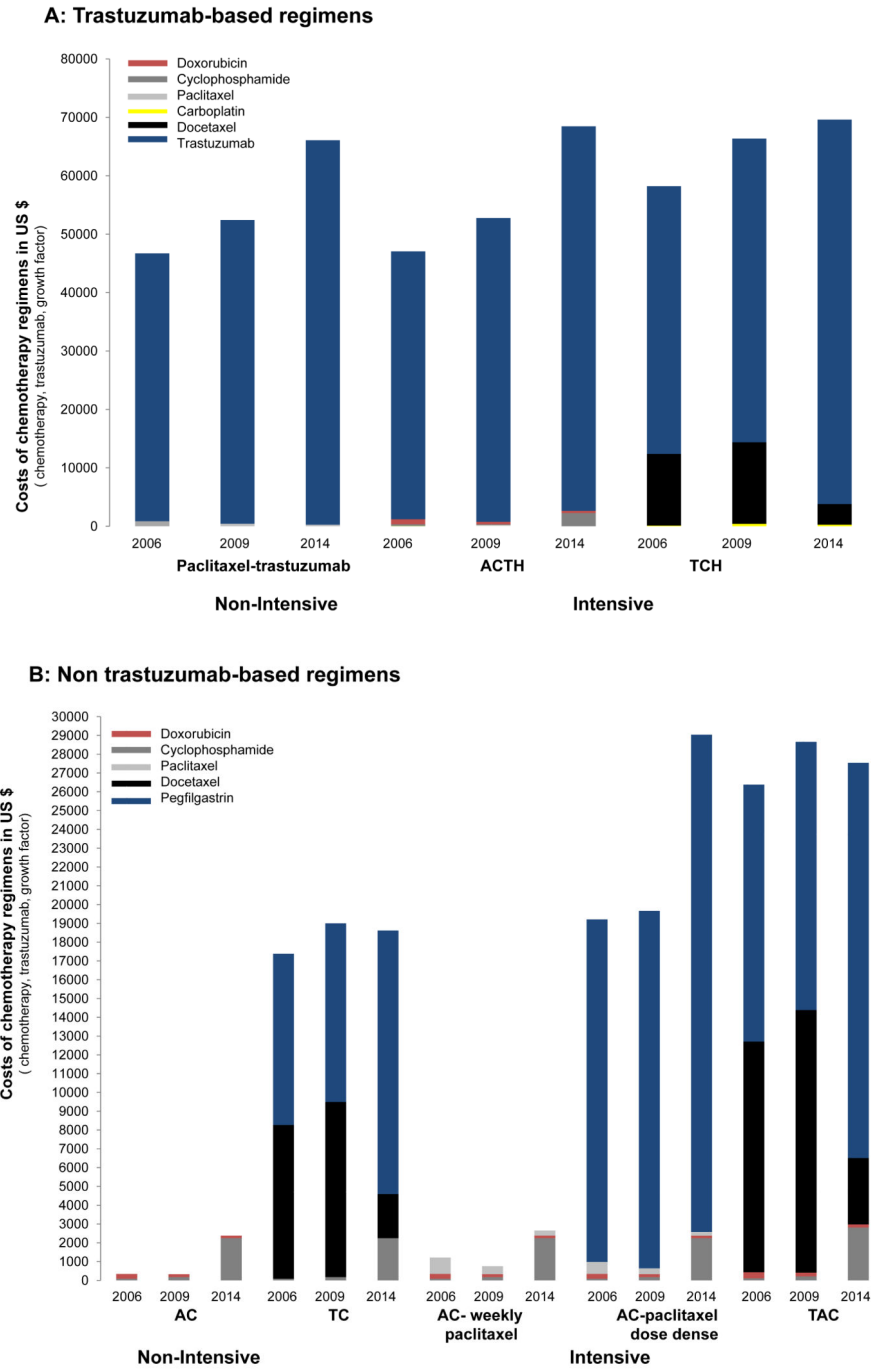 A: Trastuzumab-based regimens
Costs of chemotherapy regimens in US $
( chemotherapy, trastuzumab, growth factor)
80000
70000
60000
50000
40000
30000
20000
10000
0
Doxorubicin
Cyclophosphamide
Paclitaxel
Carboplatin
Docetaxel
Trastuzumab
2006 2009 2014 2006 2009 2014 2006 2009 2014
Paclitaxel-trastuzumab ACTH TCH
Non-Intensive Intensive
B: Non trastuzumab-based regimens
Costs of chemotherapy regimens in US $
( chemotherapy, trastuzumab, growth factor)
30000
29000
28000
27000
26000
25000
24000
23000
22000
21000
20000
19000
18000
17000
16000
15000
14000
13000
12000
11000
10000
9000
8000
7000
6000
5000
4000
3000
2000
1000
0
Doxorubicin
Cyclophosphamide
Paclitaxel
Docetaxel
Pegfilgastrin
2006 2009 2014 2006 2009 2014 2006 2009 2014 2006 2009 2014 2006 2009 2014
AC TC AC- weekly AC-paclitaxel TAC
paclitaxel dose dense
Non-Intensive Intensive